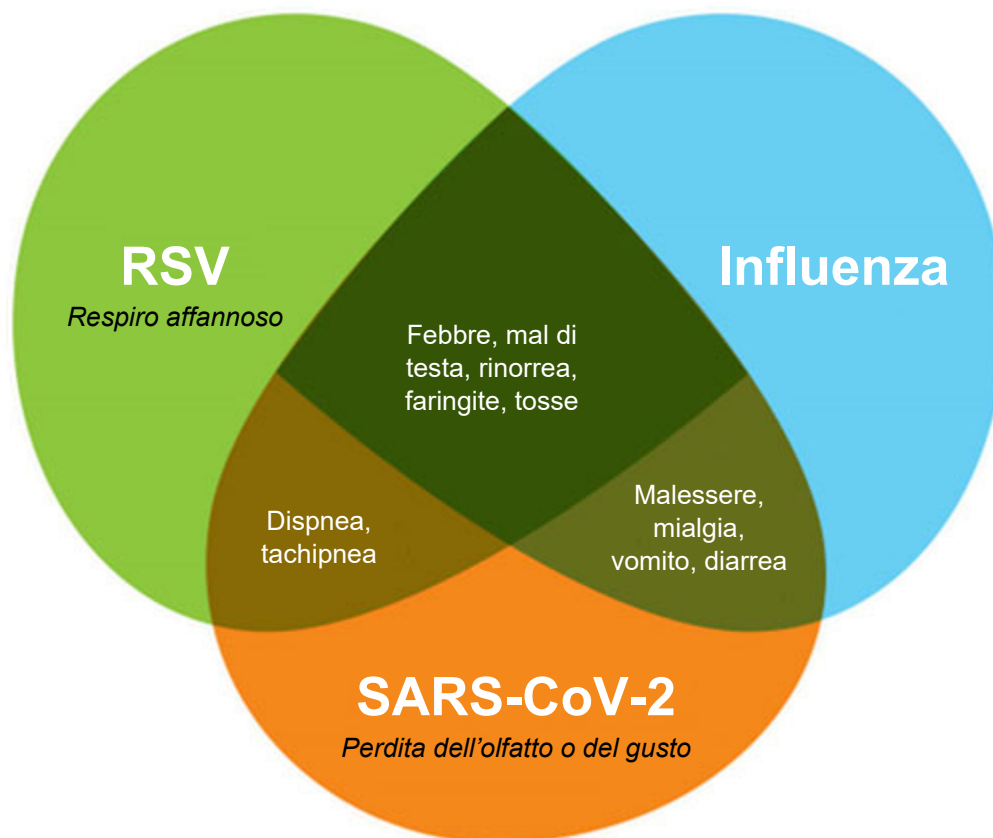 RSV
Respiro affannoso
Influenza
Febbre, mal di
testa, rinorrea,
faringite, tosse
Dispnea,
tachipnea
Malessere,
mialgia,
vomito, diarrea
SARS-CoV-2
Perdita dell’olfatto o del gusto